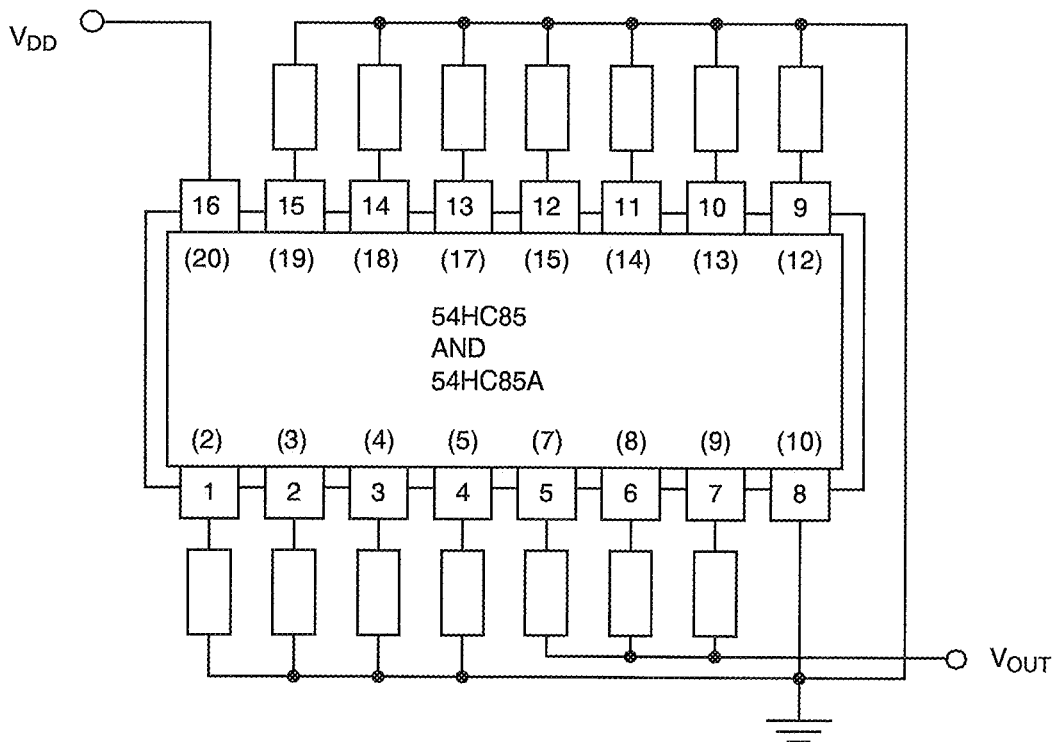 V_DD
16 15 14 13 12 11 10 9
(20) (19) (18) (17) (15) (14) (13) (12)
54HC85
AND
54HC85A
(2) (3) (4) (5) (7) (8) (9) (10)
1 2 3 4 5 6 7 8
V_OUT